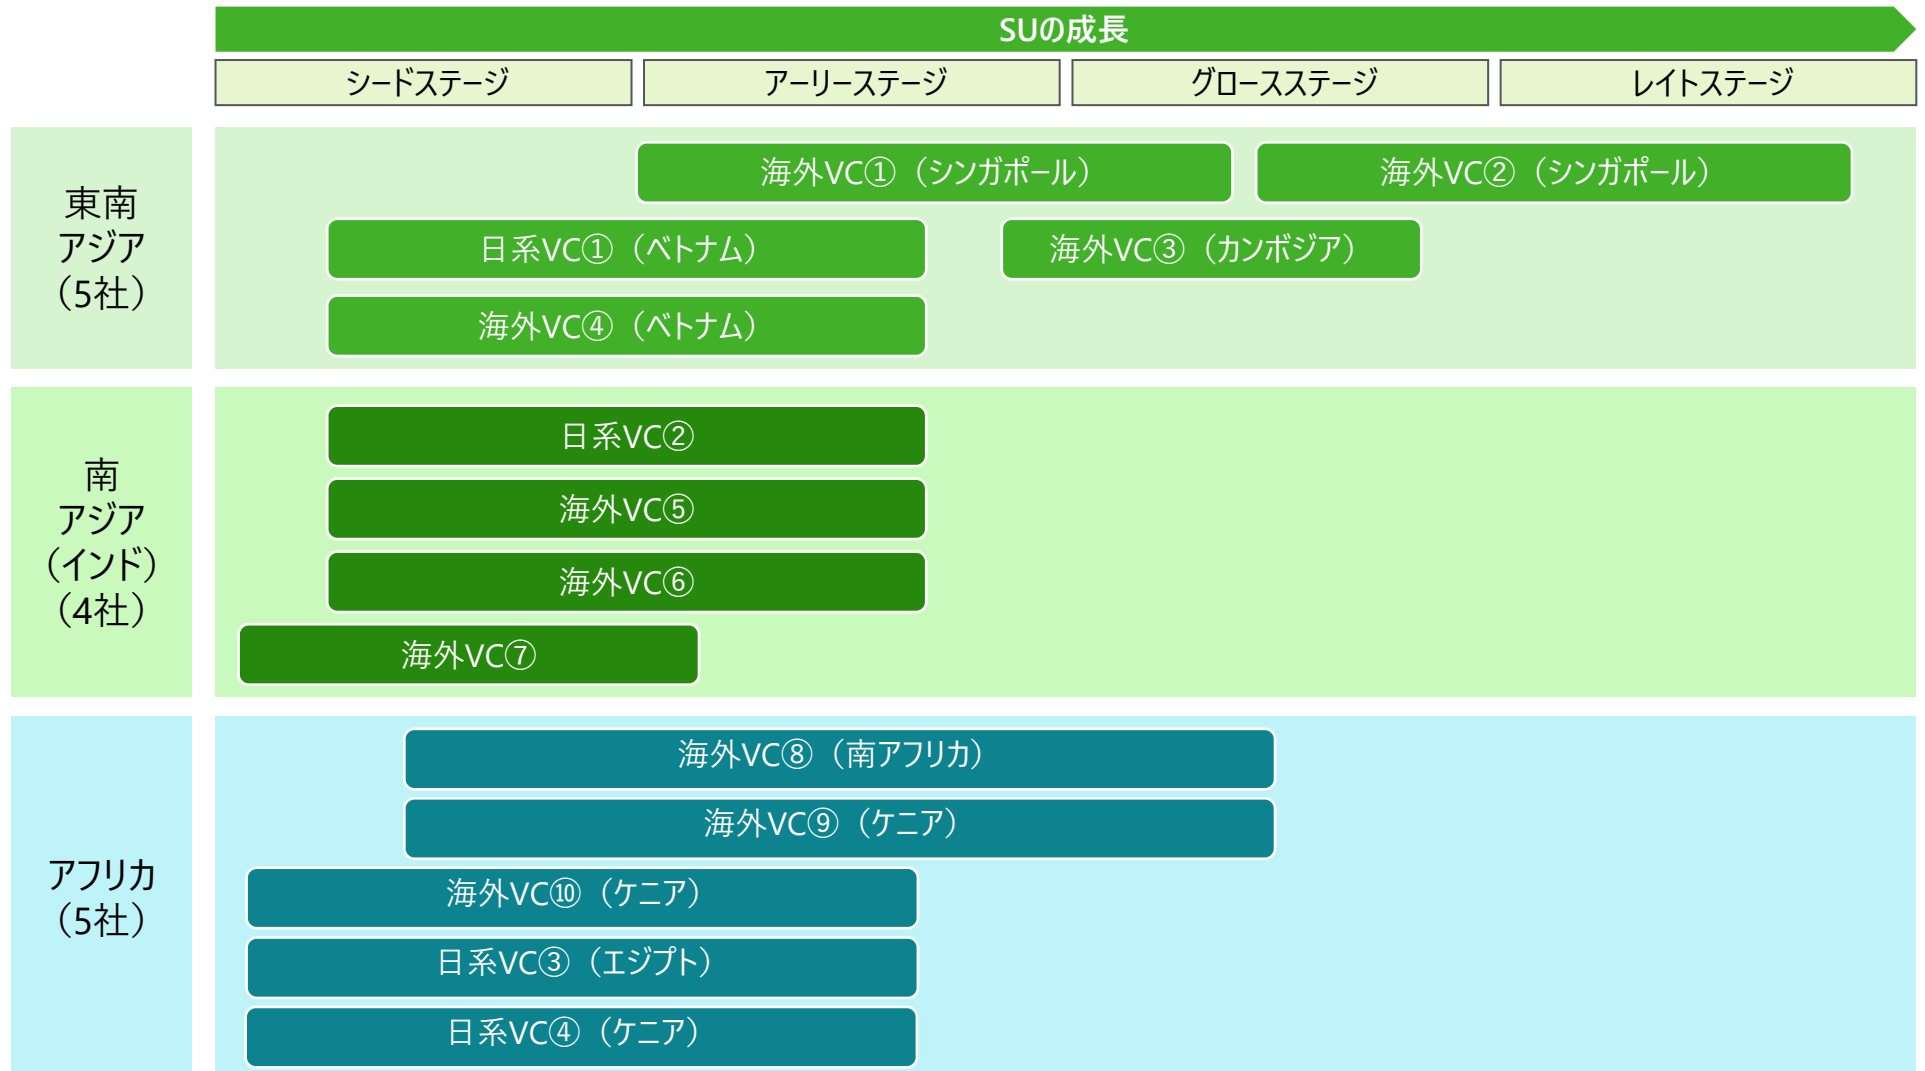 SUの成長
シードステージ
アーリーステージ
グロースステージ
レイトステージ
東南
アジア
（5社）
海外VC①（シンガポール）
海外VC②（シンガポール）
日系VC①（ベトナム）
海外VC③（カンボジア）
海外VC④（ベトナム）
南
アジア
（インド）
（4社）
日系VC②
海外VC⑤
海外VC⑥
海外VC⑦
アフリカ
（5社）
海外VC⑧（南アフリカ）
海外VC⑨（ケニア）
海外VC⑩（ケニア）
日系VC③（エジプト）
日系VC④（ケニア）